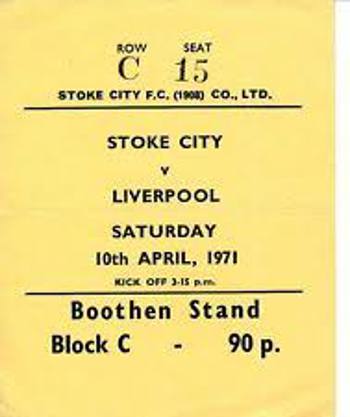 ROW SEAT
C 15
STOKE CITY F.C. (1908) CO., LTD.
STOKE CITY
v
LIVERPOOL
SATURDAY
10th APRIL, 1971
KICK OFF 3-15 p.m.
Boothen Stand
Block C - 90 p.